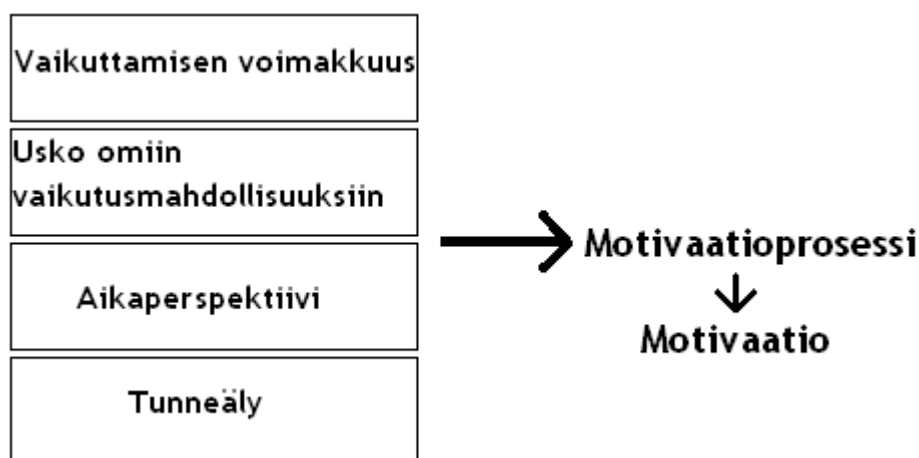 Vaikuttamisen voimakkuus
Usko omiin
vaikutusmahdollisuuksiin
Aikaperspektiivi
Tunneäly
Motivaatioprosessi
Motivaatio